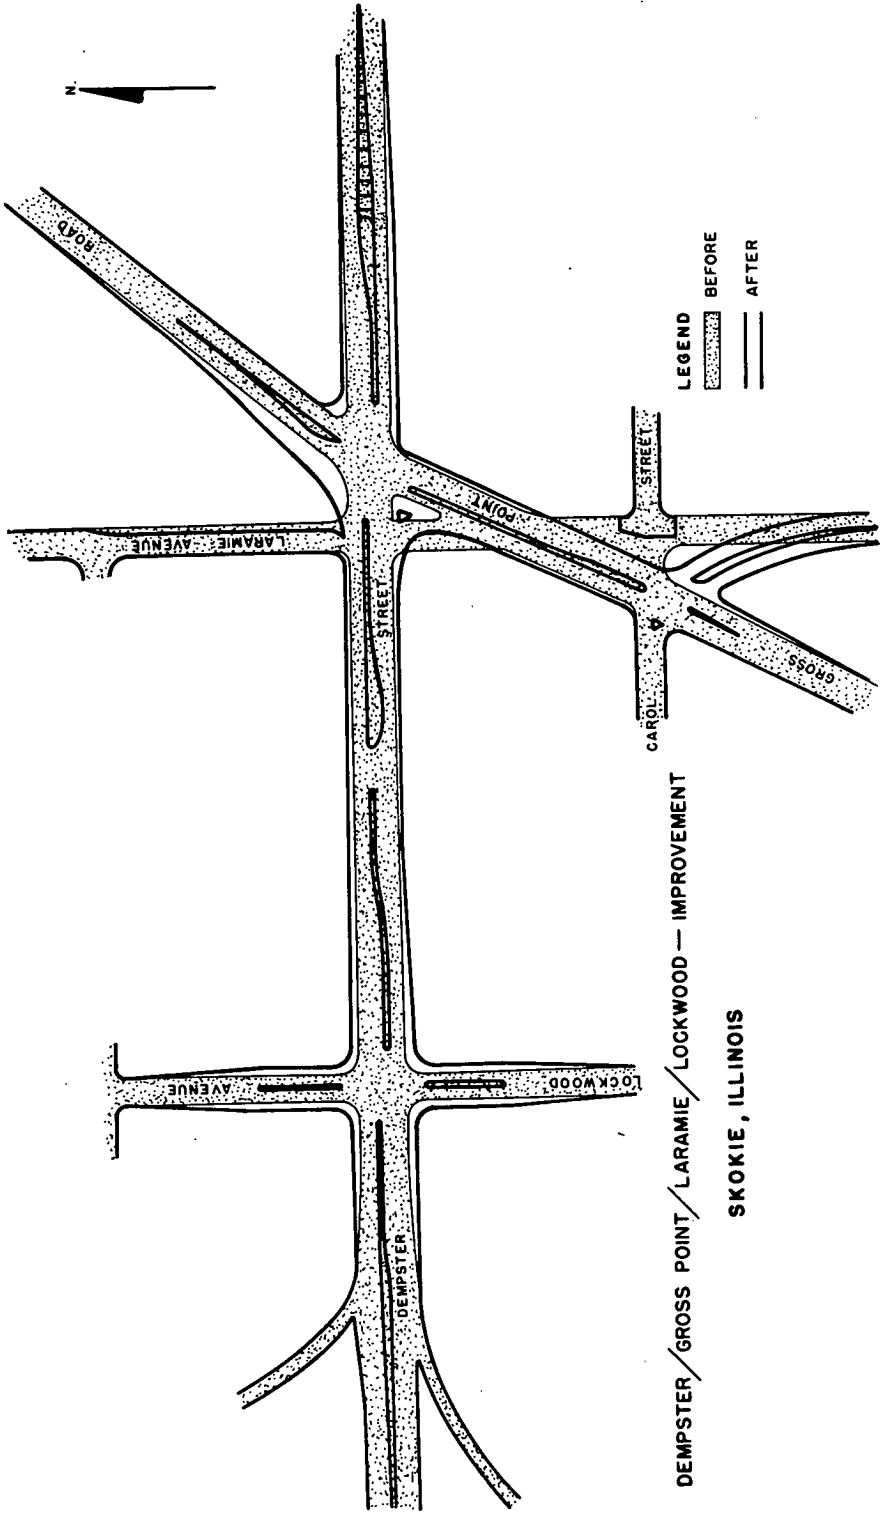 N.
ROAD
LARAMIE - AVENUE
STREET
POINT
STREET
CAROL
GROSS
AVENUE
LOCKWOOD
DEMPSTER
LEGEND
BEFORE
AFTER
DEMPSTER/GROSS POINT/LARAMIE/LOCKWOOD — IMPROVEMENT
SKOKIE, ILLINOIS